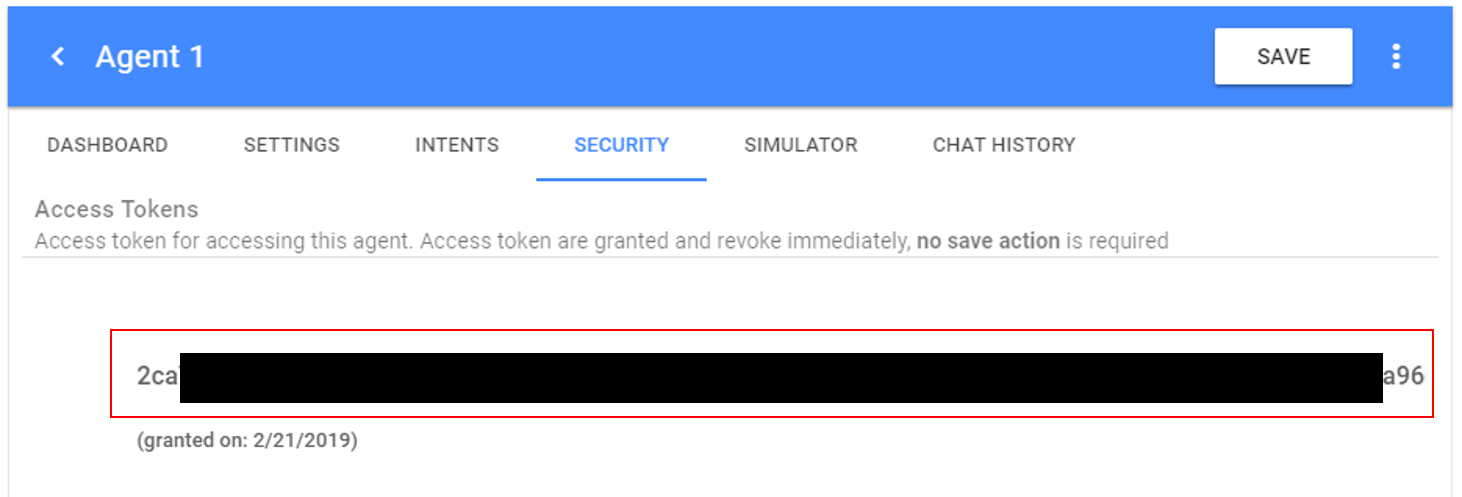 Agent 1
SAVE
DASHBOARD SETTINGS INTENTS SECURITY SIMULATOR CHAT HISTORY
Access Tokens
Access token for accessing this agent. Access token are granted and revoke immediately, no save action is required
2ca a96
(granted on: 2/21/2019)